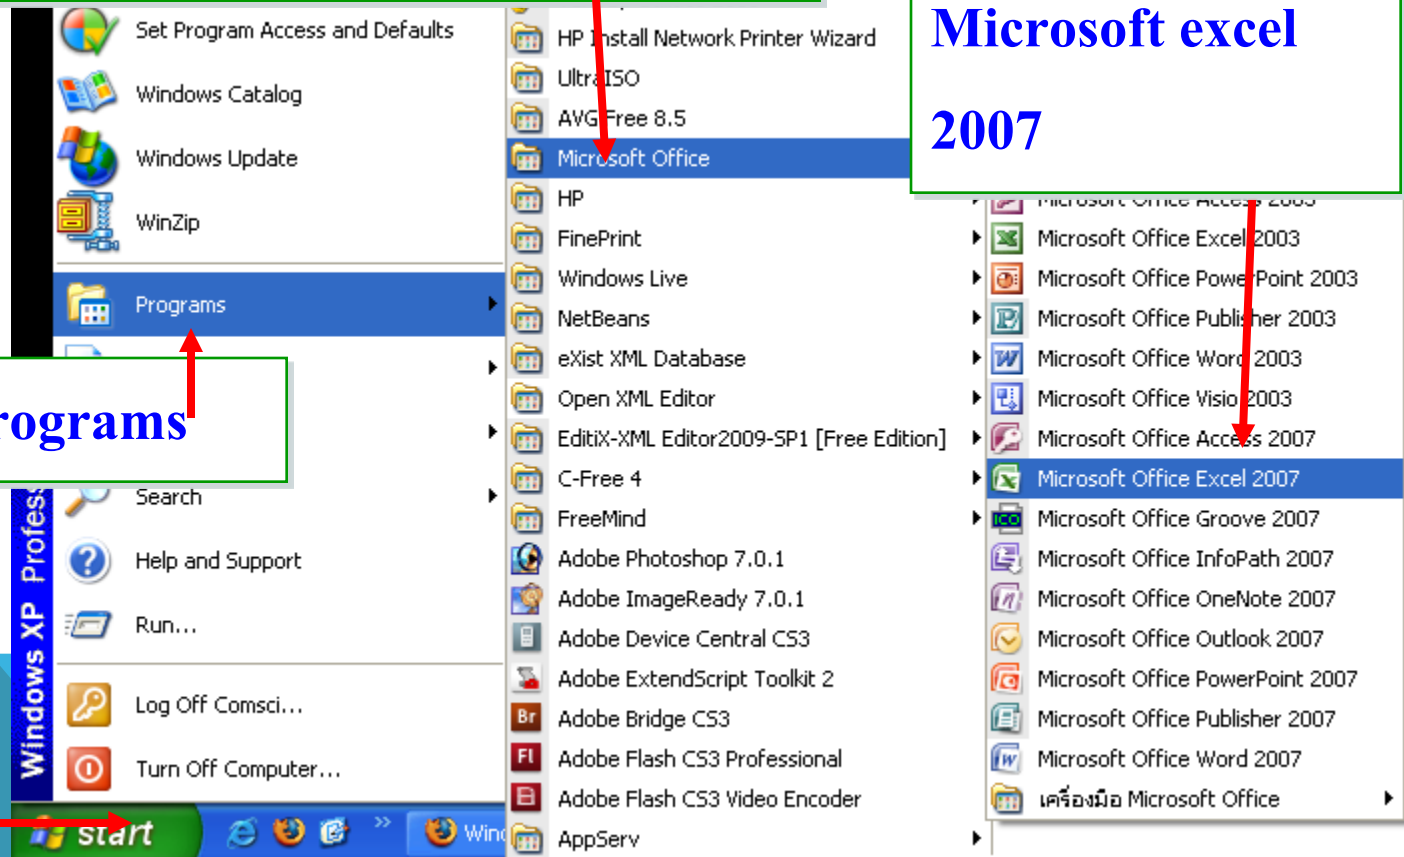 Microsoft excel
2007
Set Program Access and Defaults
Windows Catalog
Windows Update
WinZip
Programs
rograms
Search
Help and Support
Run...
Log Off Comsci...
Turn Off Computer...
Windows XP Profess
start
Wind
HP Install Network Printer Wizard
UltraISO
AVG Free 8.5
Microsoft Office
HP
FinePrint
Windows Live
NetBeans
eXist XML Database
Open XML Editor
EditiX-XML Editor2009-SP1 [Free Edition]
C-Free 4
FreeMind
Adobe Photoshop 7.0.1
Adobe ImageReady 7.0.1
Adobe Device Central CS3
Adobe ExtendScript Toolkit 2
Adobe Bridge CS3
Adobe Flash CS3 Professional
Adobe Flash CS3 Video Encoder
AppServ
Microsoft Office Access 2003
Microsoft Office Excel 2003
Microsoft Office PowerPoint 2003
Microsoft Office Publisher 2003
Microsoft Office Word 2003
Microsoft Office Visio 2003
Microsoft Office Access 2007
Microsoft Office Excel 2007
Microsoft Office Groove 2007
Microsoft Office InfoPath 2007
Microsoft Office OneNote 2007
Microsoft Office Outlook 2007
Microsoft Office PowerPoint 2007
Microsoft Office Publisher 2007
Microsoft Office Word 2007
เครื่องมือ Microsoft Office